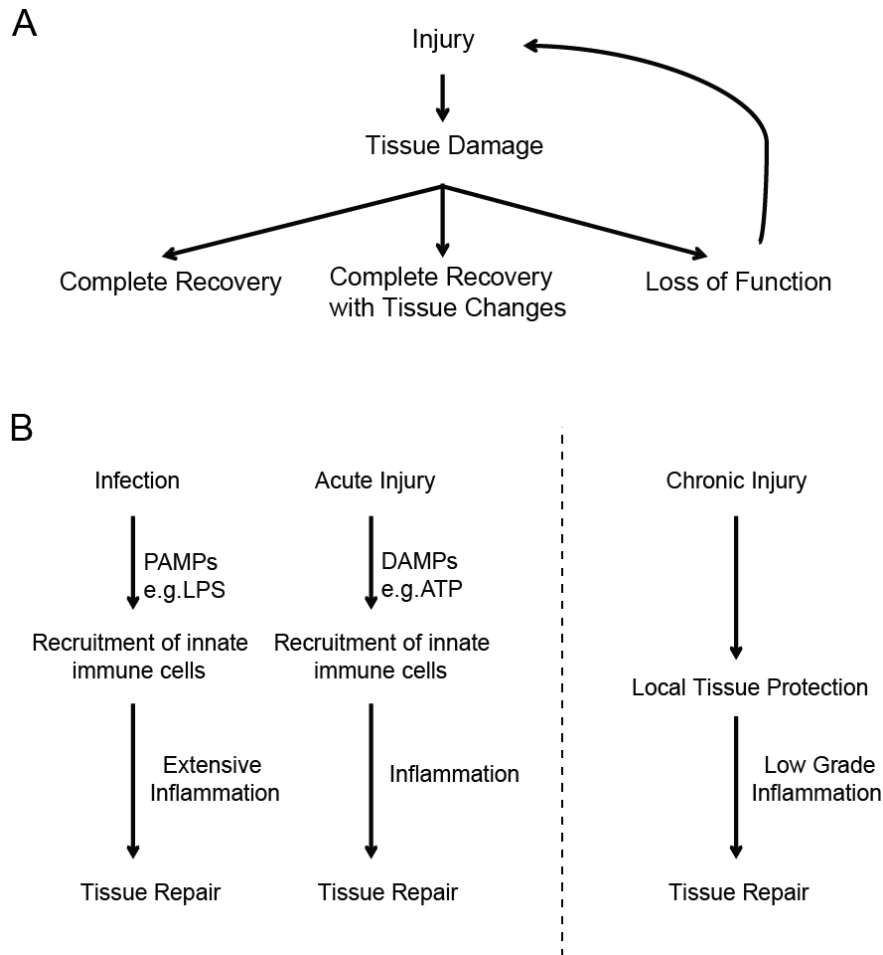 A
Injury
Tissue Damage
Complete Recovery
Complete Recovery
with Tissue Changes
Loss of Function
B
Infection
PAMPs
e.g.LPS
Recruitment of innate
immune cells
Extensive
Inflammation
Tissue Repair
Acute Injury
DAMPs
e.g.ATP
Recruitment of innate
immune cells
Inflammation
Tissue Repair
Chronic Injury
Local Tissue Protection
Low Grade
Inflammation
Tissue Repair